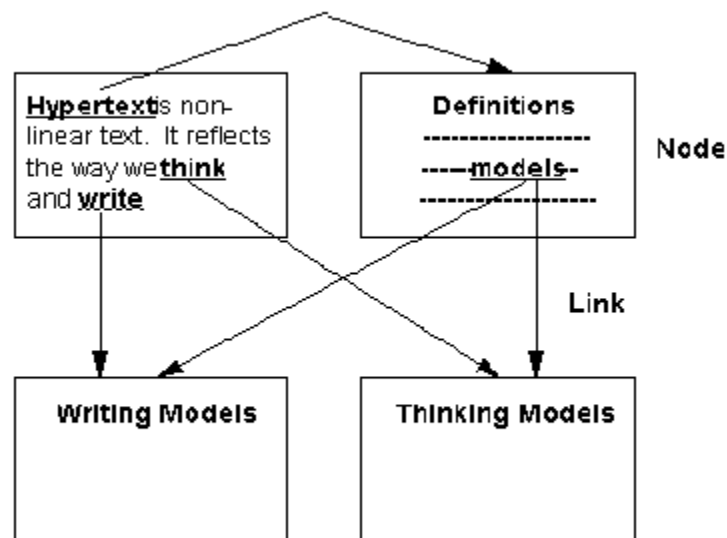 Hypertext is non-
linear text. It reflects
the way we think
and write
Definitions
--------------------
-----models--
--------------------
Node
Link
Writing Models
Thinking Models